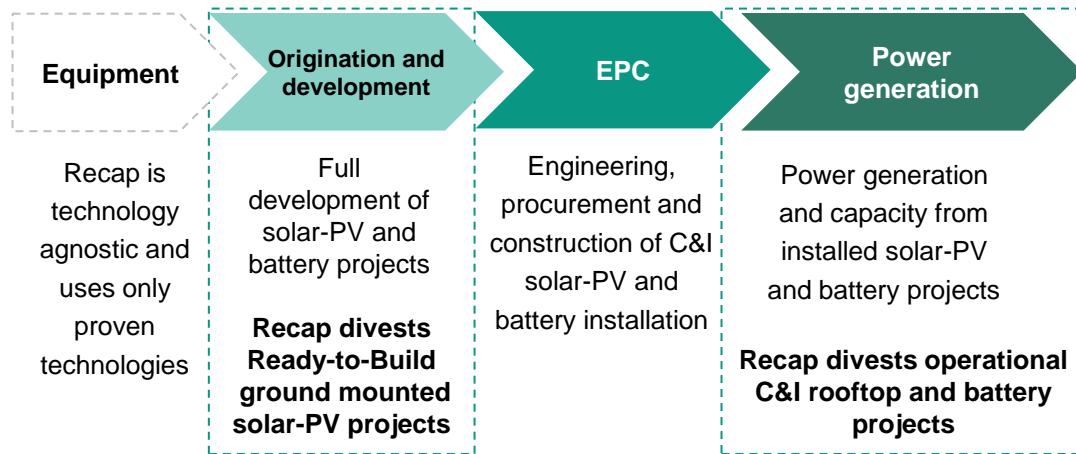 Equipment
Origination and
development
EPC
Power
generation
Recap is
technology
agnostic and
uses only
proven
technologies
Full
development of
solar-PV and
battery projects
Recap divests
Ready-to-Build
ground mounted
solar-PV projects
Engineering,
procurement and
construction of C&I
solar-PV and
battery installation
Power generation
and capacity from
installed solar-PV
and battery projects
Recap divests operational
C&I rooftop and battery
projects